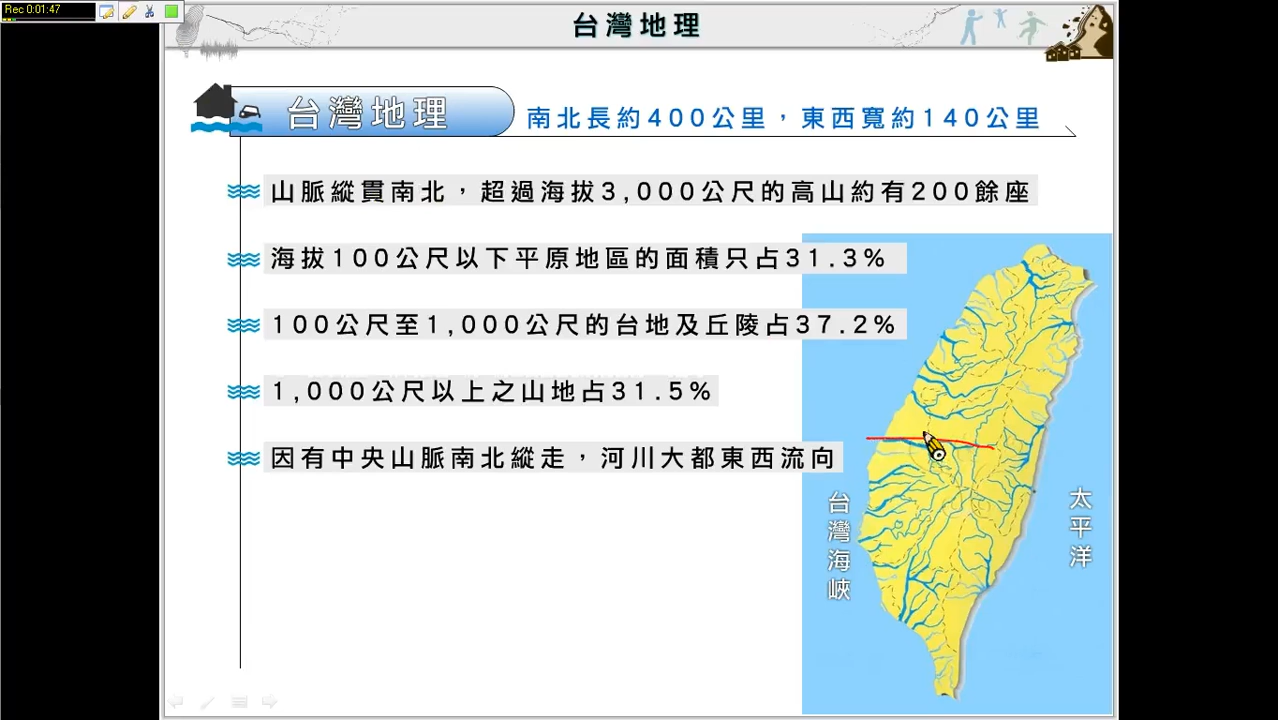 Rec 0:01:47
台灣地理
台灣地理
南北長約400公里，東西寬約140公里
山脈縱貫南北，超過海拔3,000公尺的高山約有200餘座
海拔100公尺以下平原地區的面積只占31.3%
100公尺至1,000公尺的台地及丘陵占37.2%
1,000公尺以上之山地占31.5%
因有中央山脈南北縱走，河川大都東西流向
台灣海峽
太平洋